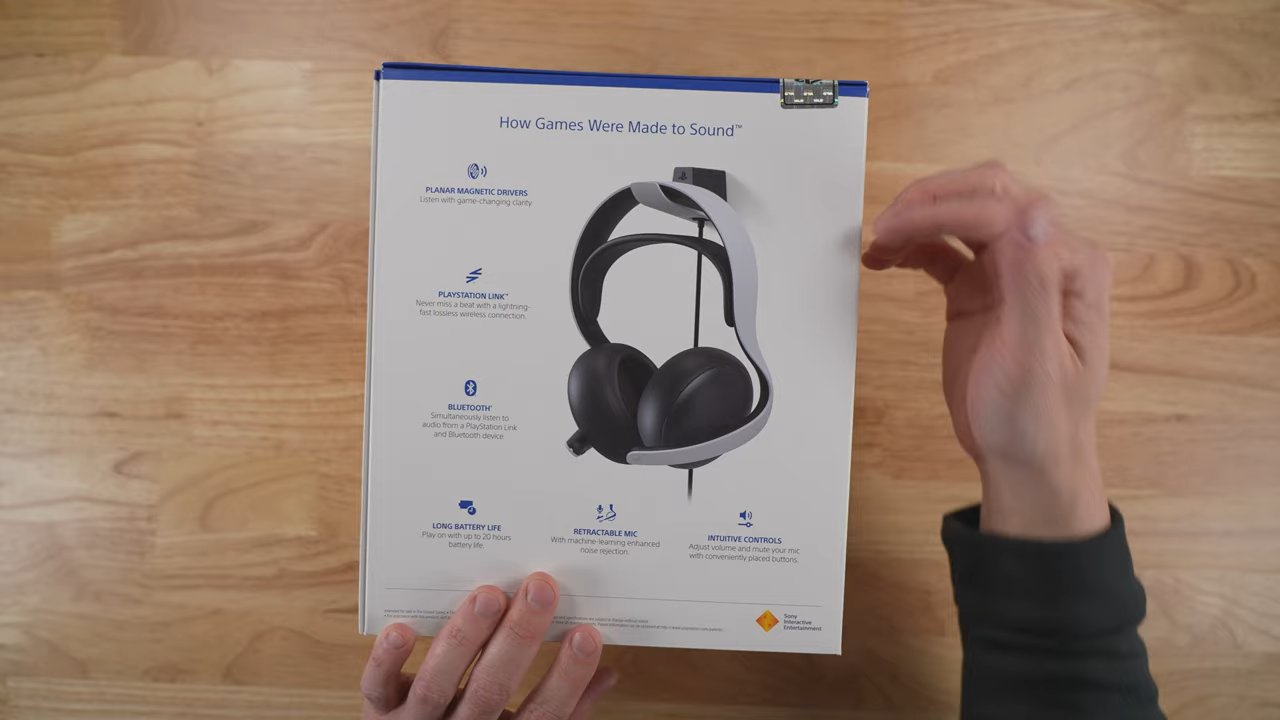 How Games Were Made to Sound™
PLANAR MAGNETIC DRIVERS
Listen with game-changing clarity
PLAYSTATION LINK™
Never miss a beat with a lightning-
fast lossless wireless connection.
BLUETOOTH®
Simultaneously listen to
audio from a PlayStation Link
and Bluetooth device
LONG BATTERY LIFE
Play on with up to 20 hours
battery life.
RETRACTABLE MIC
With machine-learning enhanced
noise rejection.
INTUITIVE CONTROLS
Adjust volume and mute your mic
with conveniently placed buttons.
Sony
Interactive
Entertainment